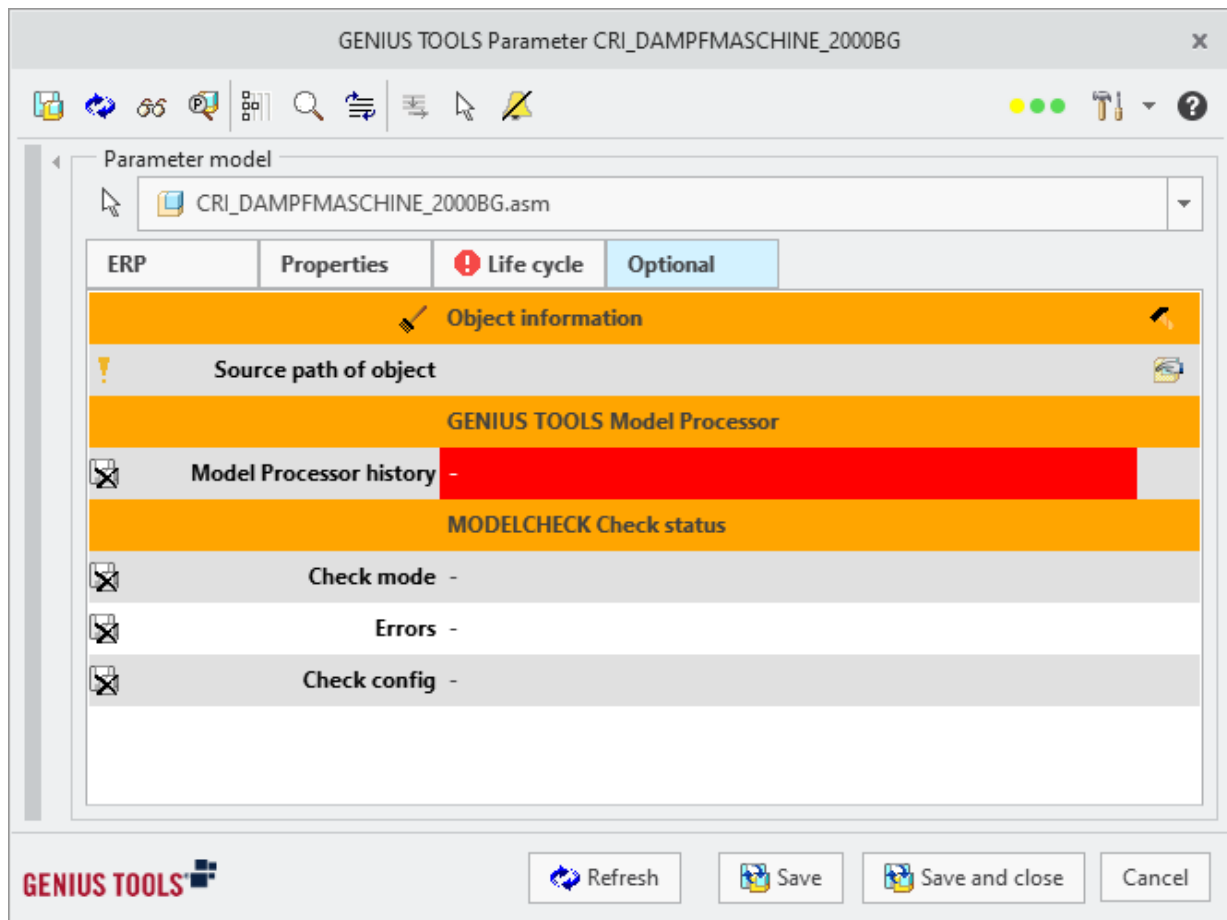 GENIUS TOOLS Parameter CRI_DAMPFMASCHINE_2000BG
Parameter model
CRI_DAMPFMASCHINE_2000BG.asm
ERP Properties Life cycle Optional
Object information
Source path of object
GENIUS TOOLS Model Processor
Model Processor history -
MODELCHECK Check status
Check mode -
Errors -
Check config -
GENIUS TOOLS Refresh Save Save and close Cancel